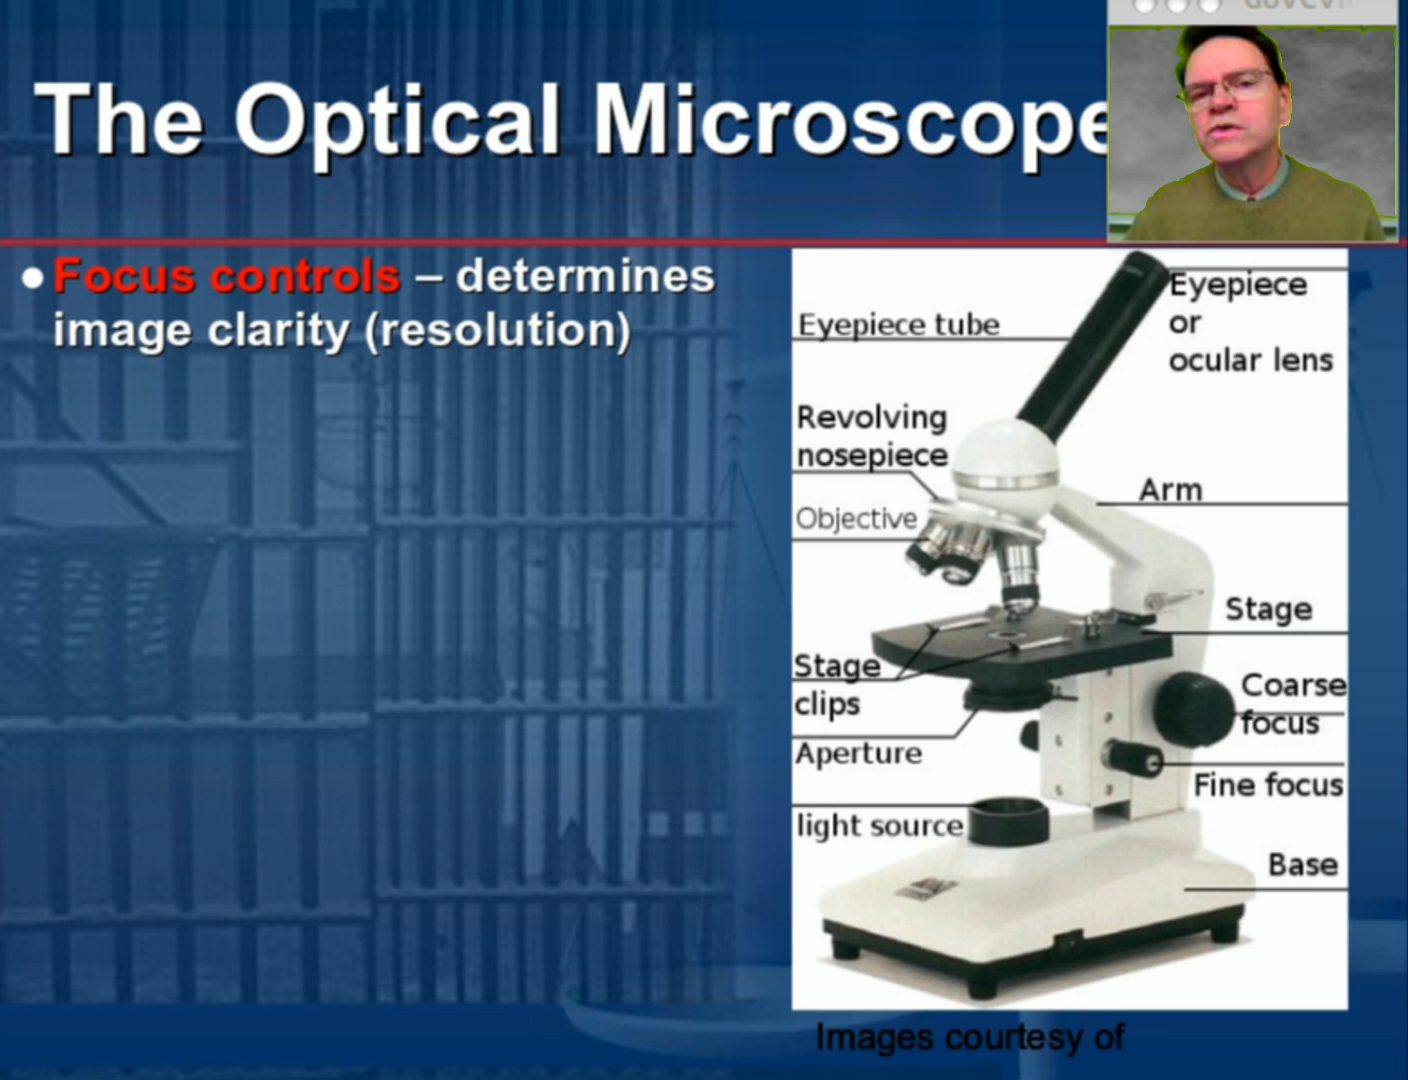 The Optical Microscope
Focus controls – determines
image clarity (resolution)
Eyepiece
or
ocular lens
Eyepiece tube
Revolving
nosepiece
Arm
Objective
Stage
Stage
clips
Coarse
focus
Aperture
Fine focus
light source
Base
Images courtesy of